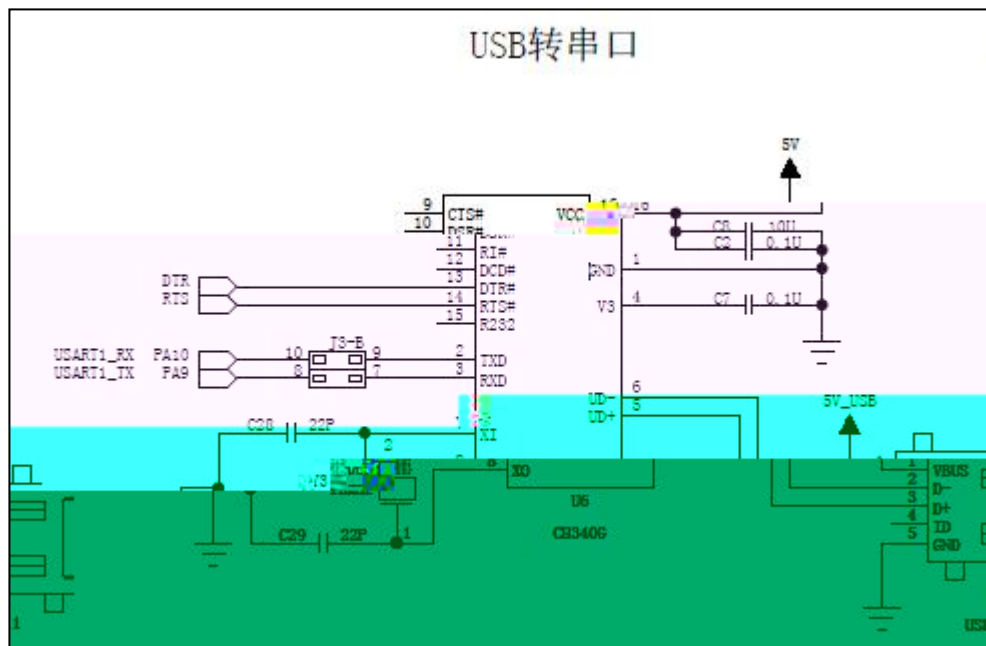 USB转串口
5V
9 CTS# VCC
10 DSR#
C8 10U
C2 0.1U
11 RI#
12 DCD# GND 1
DTR 13 DTR#
RTS 14 RTS# V3 4 C7 0.1U
15 R232
J3-B
USART1_RX PA10 10 9 2 TXD
USART1_TX PA9 8 7 3 RXD
UD- 6
UD+ 5
5V_USB
C28 22P XI
2
8 XO
1 VBUS
2 D-
3 D+
4 ID
5 GND
U6
C29 22P 1 CH340G
1